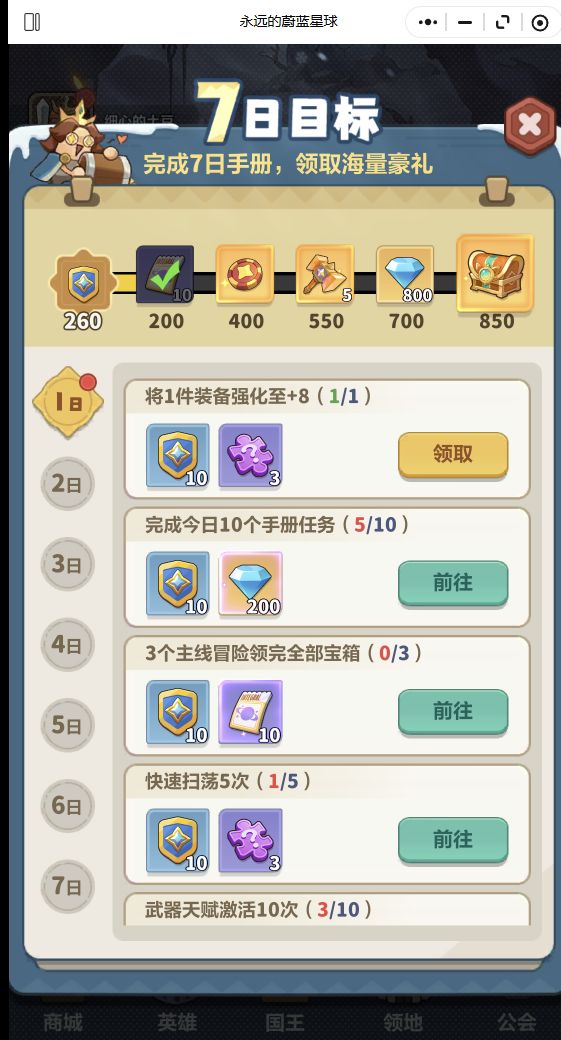 永远的蔚蓝星球
细心的土豆
7日目标
完成7日手册，领取海量豪礼
10
5
800
260
200
400
550
700
850
1日
将1件装备强化至+8（1/1）
10
3
领取
2日
完成今日10个手册任务（5/10）
10
200
前往
3日
3个主线冒险领完全部宝箱（0/3）
4日
INTEGRAL
10
10
前往
5日
快速扫荡5次（1/5）
6日
10
3
前往
7日
武器天赋激活10次（3/10）
商城
英雄
国王
领地
公会